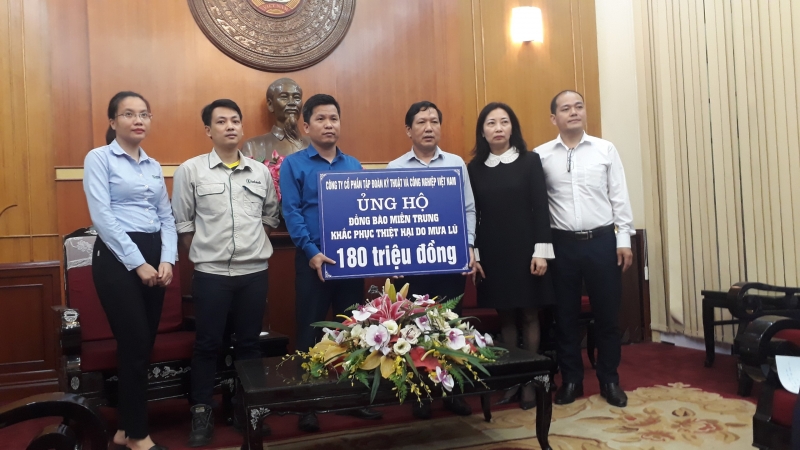 CÔNG TY CỔ PHẦN TẬP ĐOÀN KỸ THUẬT VÀ CÔNG NGHIỆP VIỆT NAM
ỦNG HỘ
ĐỒNG BÀO MIỀN TRUNG
KHẮC PHỤC THIỆT HẠI DO MƯA LŨ
180 triệu đồng